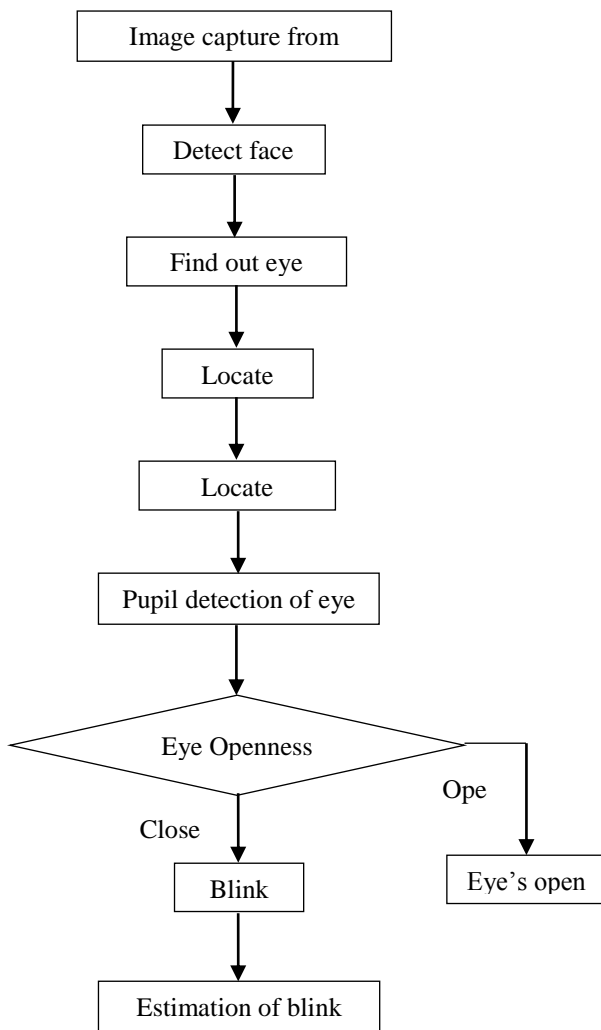 Image capture from
Detect face
Find out eye
Locate
Locate
Pupil detection of eye
Eye Openness
Ope
Close
Blink
Eye’s open
Estimation of blink